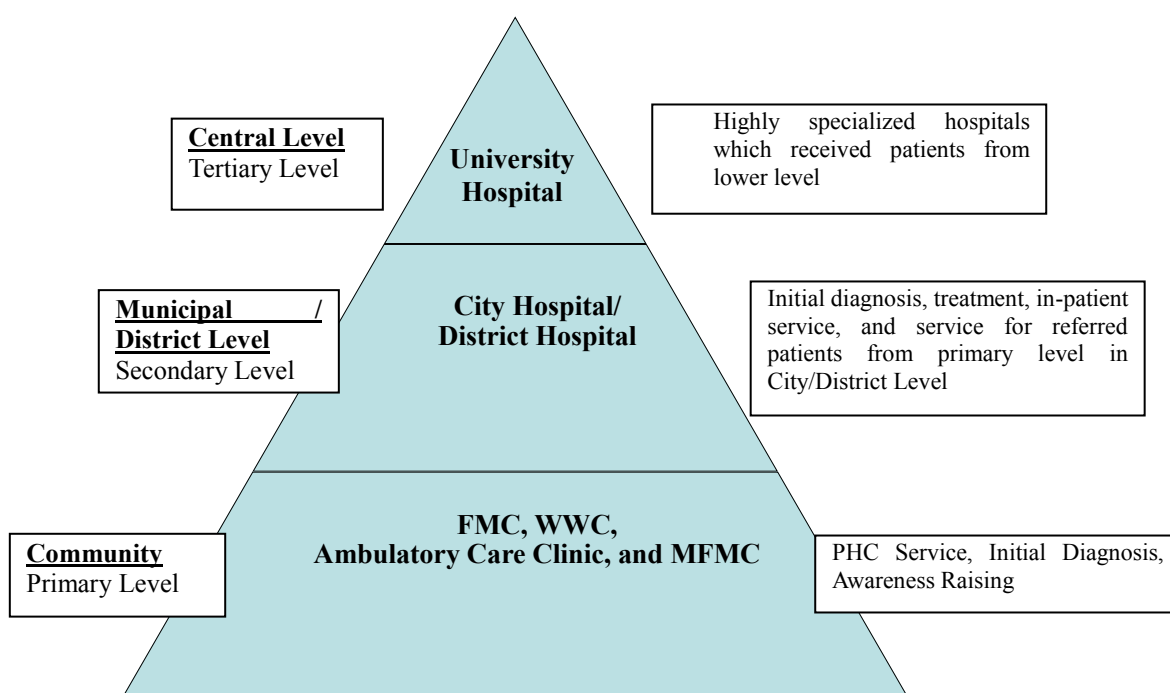 Central Level
Tertiary Level
University
Hospital
Highly specialized hospitals
which received patients from
lower level
Municipal /
District Level
Secondary Level
City Hospital/
District Hospital
Initial diagnosis, treatment, in-patient
service, and service for referred
patients from primary level in
City/District Level
Community
Primary Level
FMC, WWC,
Ambulatory Care Clinic, and MFMC
PHC Service, Initial Diagnosis,
Awareness Raising